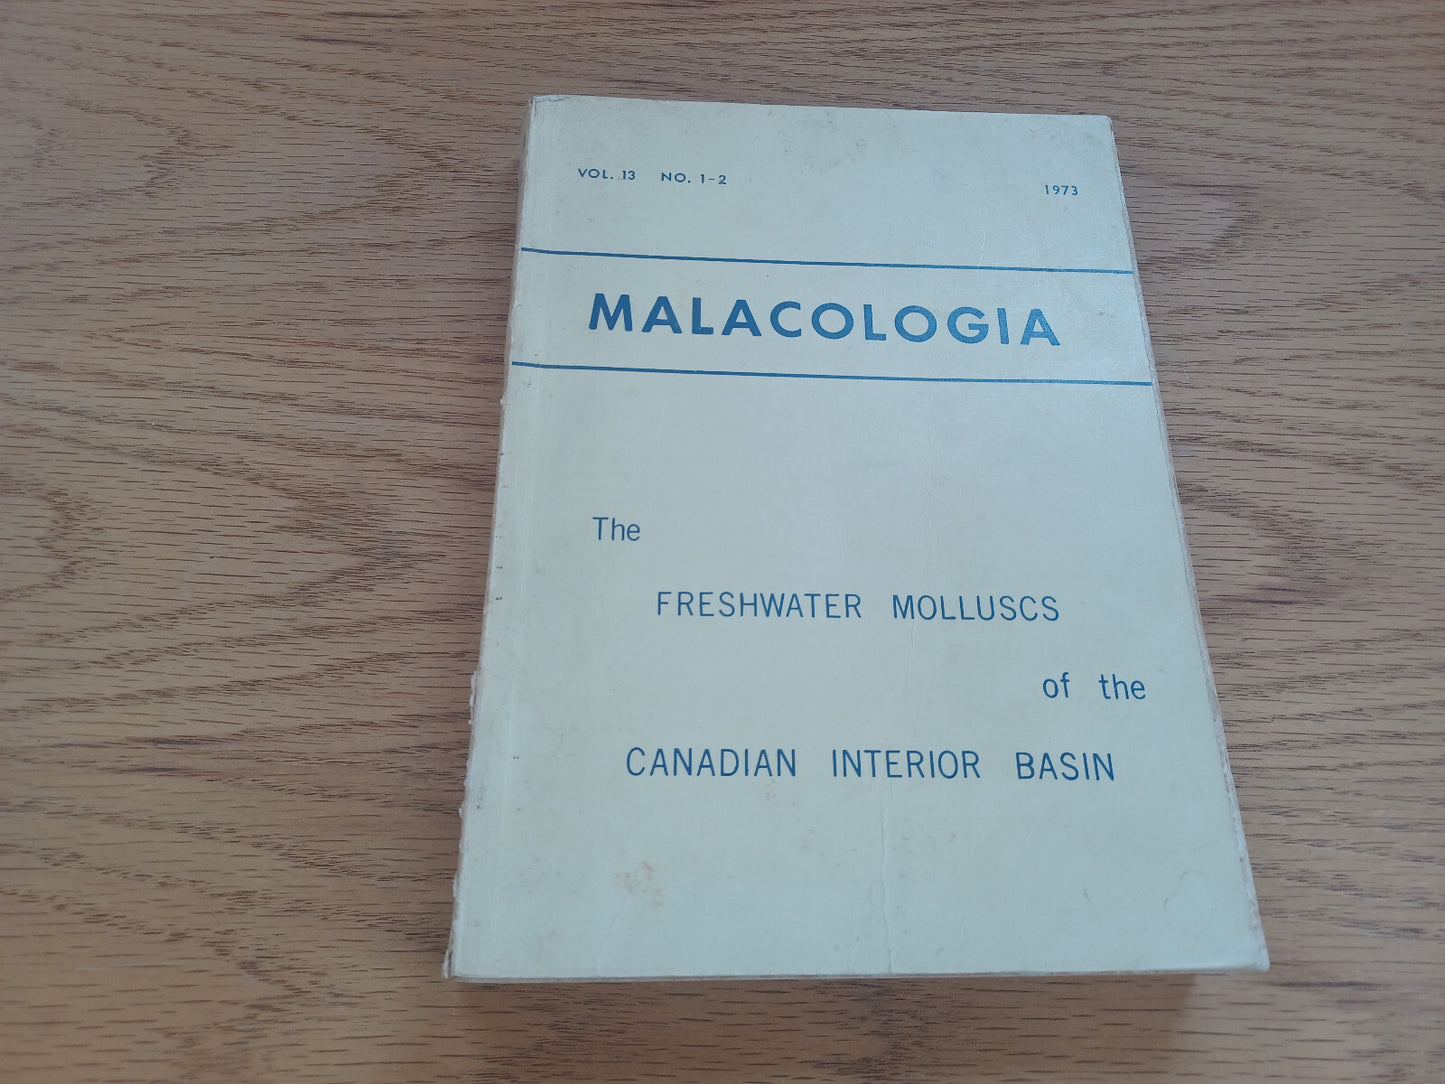 VOL. 13 NO. 1-2 1973
MALACOLOGIA
The
FRESHWATER MOLLUSCS
of the
CANADIAN INTERIOR BASIN